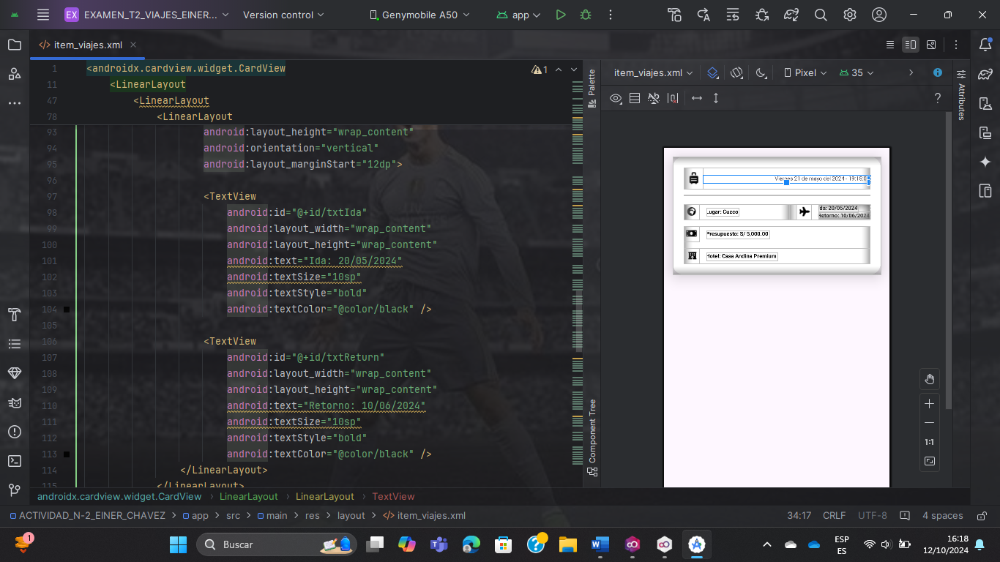 EX EXAMEN_T2_VIAJES_EINER... Version control Genymobile A50 app
item_viajes.xml
1 <androidx.cardview.widget.CardView
11 <LinearLayout
47 <LinearLayout
78 <LinearLayout
93 android:layout_height="wrap_content"
94 android:orientation="vertical"
95 android:layout_marginStart="12dp">
96
97 <TextView
98 android:id="@+id/txtIda"
99 android:layout_width="wrap_content"
100 android:layout_height="wrap_content"
101 android:text="Ida: 20/05/2024"
102 android:textSize="10sp"
103 android:textStyle="bold"
104 android:textColor="@color/black" />
105
106 <TextView
107 android:id="@+id/txtReturn"
108 android:layout_width="wrap_content"
109 android:layout_height="wrap_content"
110 android:text="Retorno: 10/06/2024"
111 android:textSize="10sp"
112 android:textStyle="bold"
113 android:textColor="@color/black" />
114 </LinearLayout>
115 </LinearLayout>
1
Palette
Component Tree
item_viajes.xml Pixel 35
?
Attributes
Viernes 21 de mayo del 2024 - 19:15:0
Lugar: Cuzco
Ida: 20/05/2024
Retorno: 10/06/2024
Presupuesto: S/ 5,000.00
Hotel: Casa Andina Premium
1:1
androidx.cardview.widget.CardView > LinearLayout > LinearLayout > TextView
ACTIVIDAD_N-2_EINER_CHAVEZ > app > src > main > res > layout > item_viajes.xml 34:17 CRLF UTF-8 4 spaces
1
Buscar
ESP
ES
16:18
12/10/2024